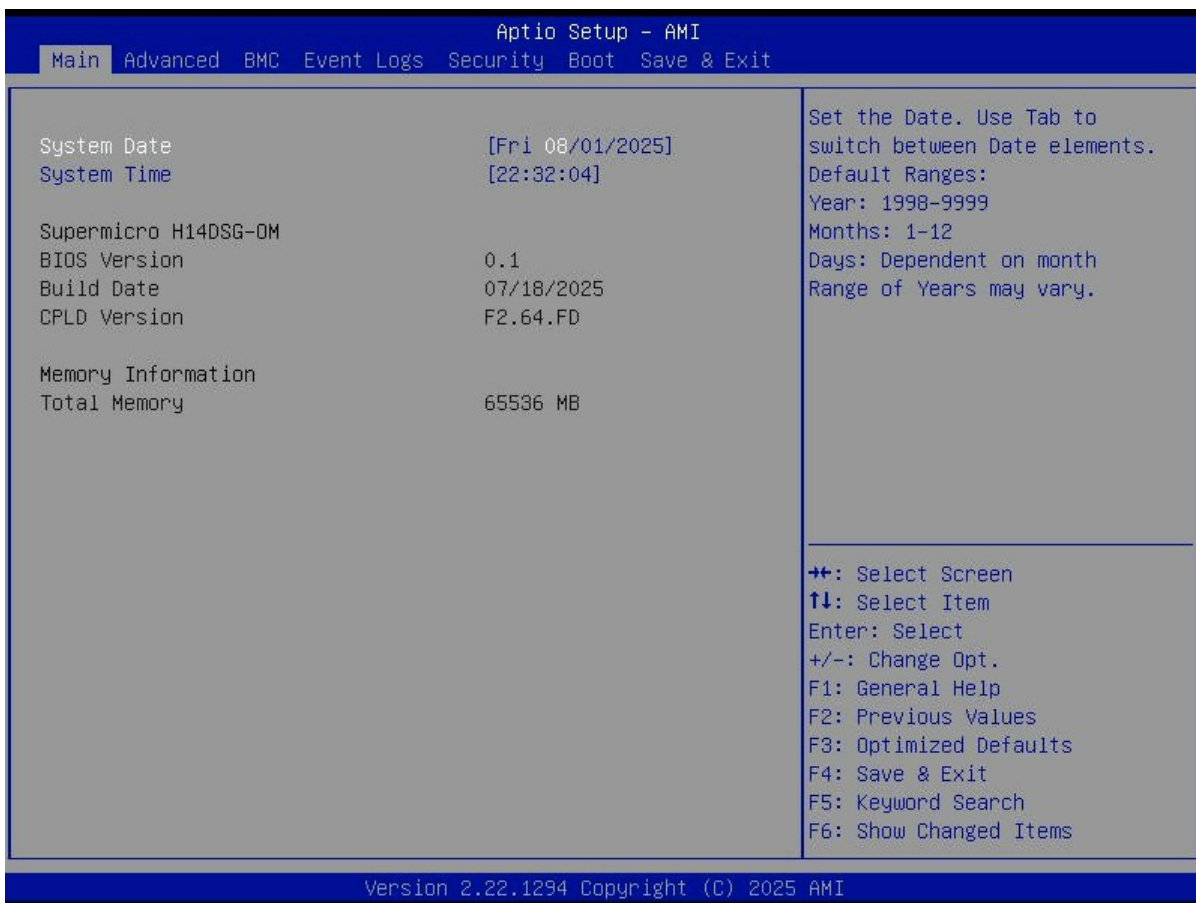 Aptio Setup – AMI
Main Advanced BMC Event Logs Security Boot Save & Exit
System Date [Fri 08/01/2025]
System Time [22:32:04]
Supermicro H14DSG-OM
BIOS Version 0.1
Build Date 07/18/2025
CPLD Version F2.64.FD
Memory Information
Total Memory 65536 MB
Set the Date. Use Tab to
switch between Date elements.
Default Ranges:
Year: 1998-9999
Months: 1-12
Days: Dependent on month
Range of Years may vary.
→←: Select Screen
↑↓: Select Item
Enter: Select
+/-: Change Opt.
F1: General Help
F2: Previous Values
F3: Optimized Defaults
F4: Save & Exit
F5: Keyword Search
F6: Show Changed Items
Version 2.22.1294 Copyright (C) 2025 AMI